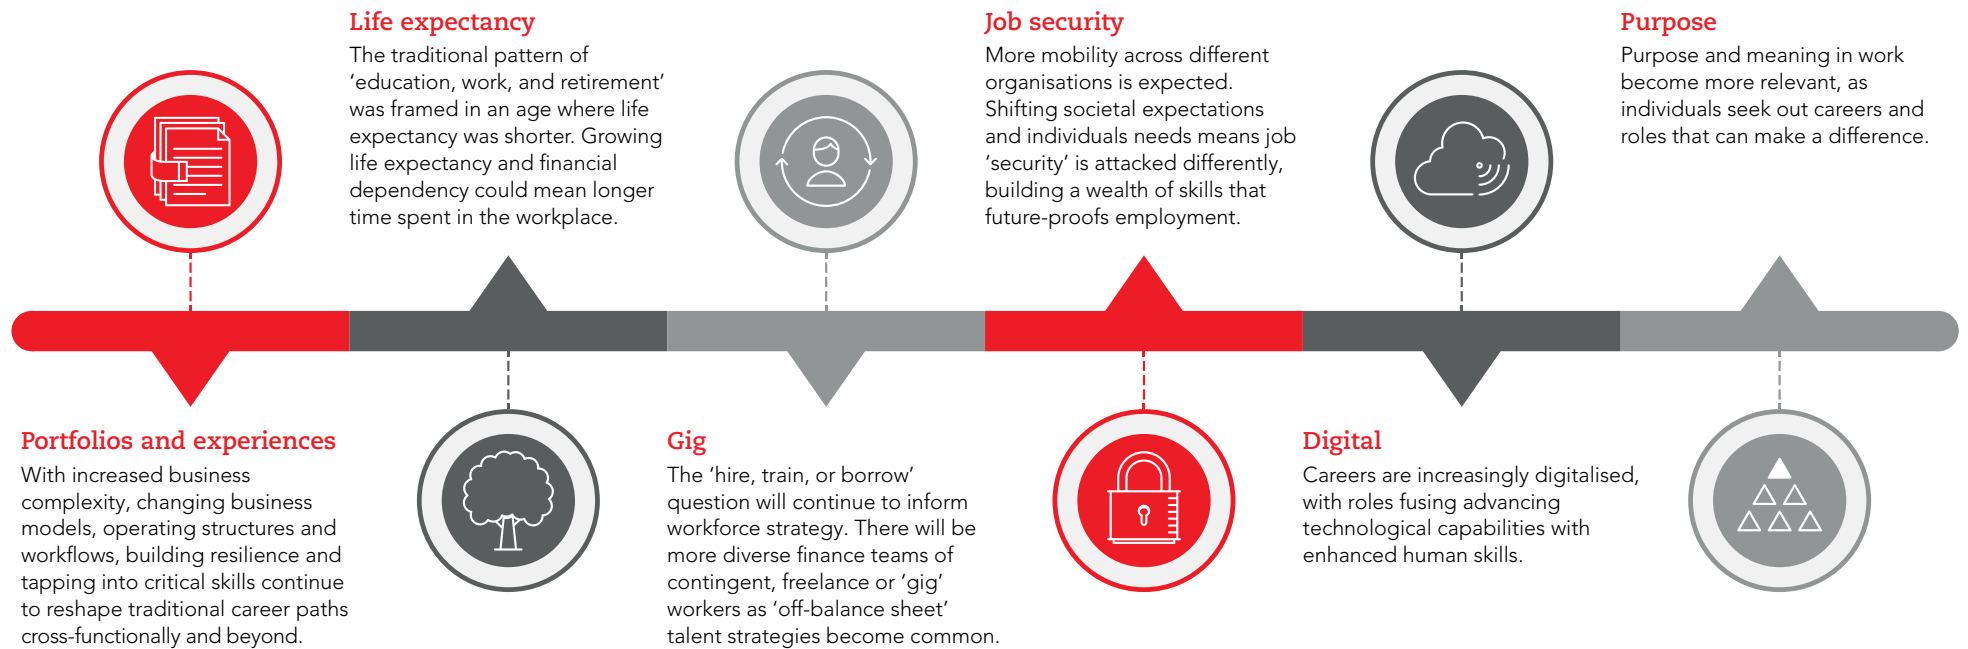 Portfolios and experiences
With increased business
complexity, changing business
models, operating structures and
workflows, building resilience and
tapping into critical skills continue
to reshape traditional career paths
cross-functionally and beyond.
Life expectancy
The traditional pattern of
‘education, work, and retirement’
was framed in an age where life
expectancy was shorter. Growing
life expectancy and financial
dependency could mean longer
time spent in the workplace.
Gig
The ‘hire, train, or borrow’
question will continue to inform
workforce strategy. There will be
more diverse finance teams of
contingent, freelance or ‘gig’
workers as ‘off-balance sheet’
talent strategies become common.
Job security
More mobility across different
organisations is expected.
Shifting societal expectations
and individuals needs means job
‘security’ is attacked differently,
building a wealth of skills that
future-proofs employment.
Digital
Careers are increasingly digitalised,
with roles fusing advancing
technological capabilities with
enhanced human skills.
Purpose
Purpose and meaning in work
become more relevant, as
individuals seek out careers and
roles that can make a difference.